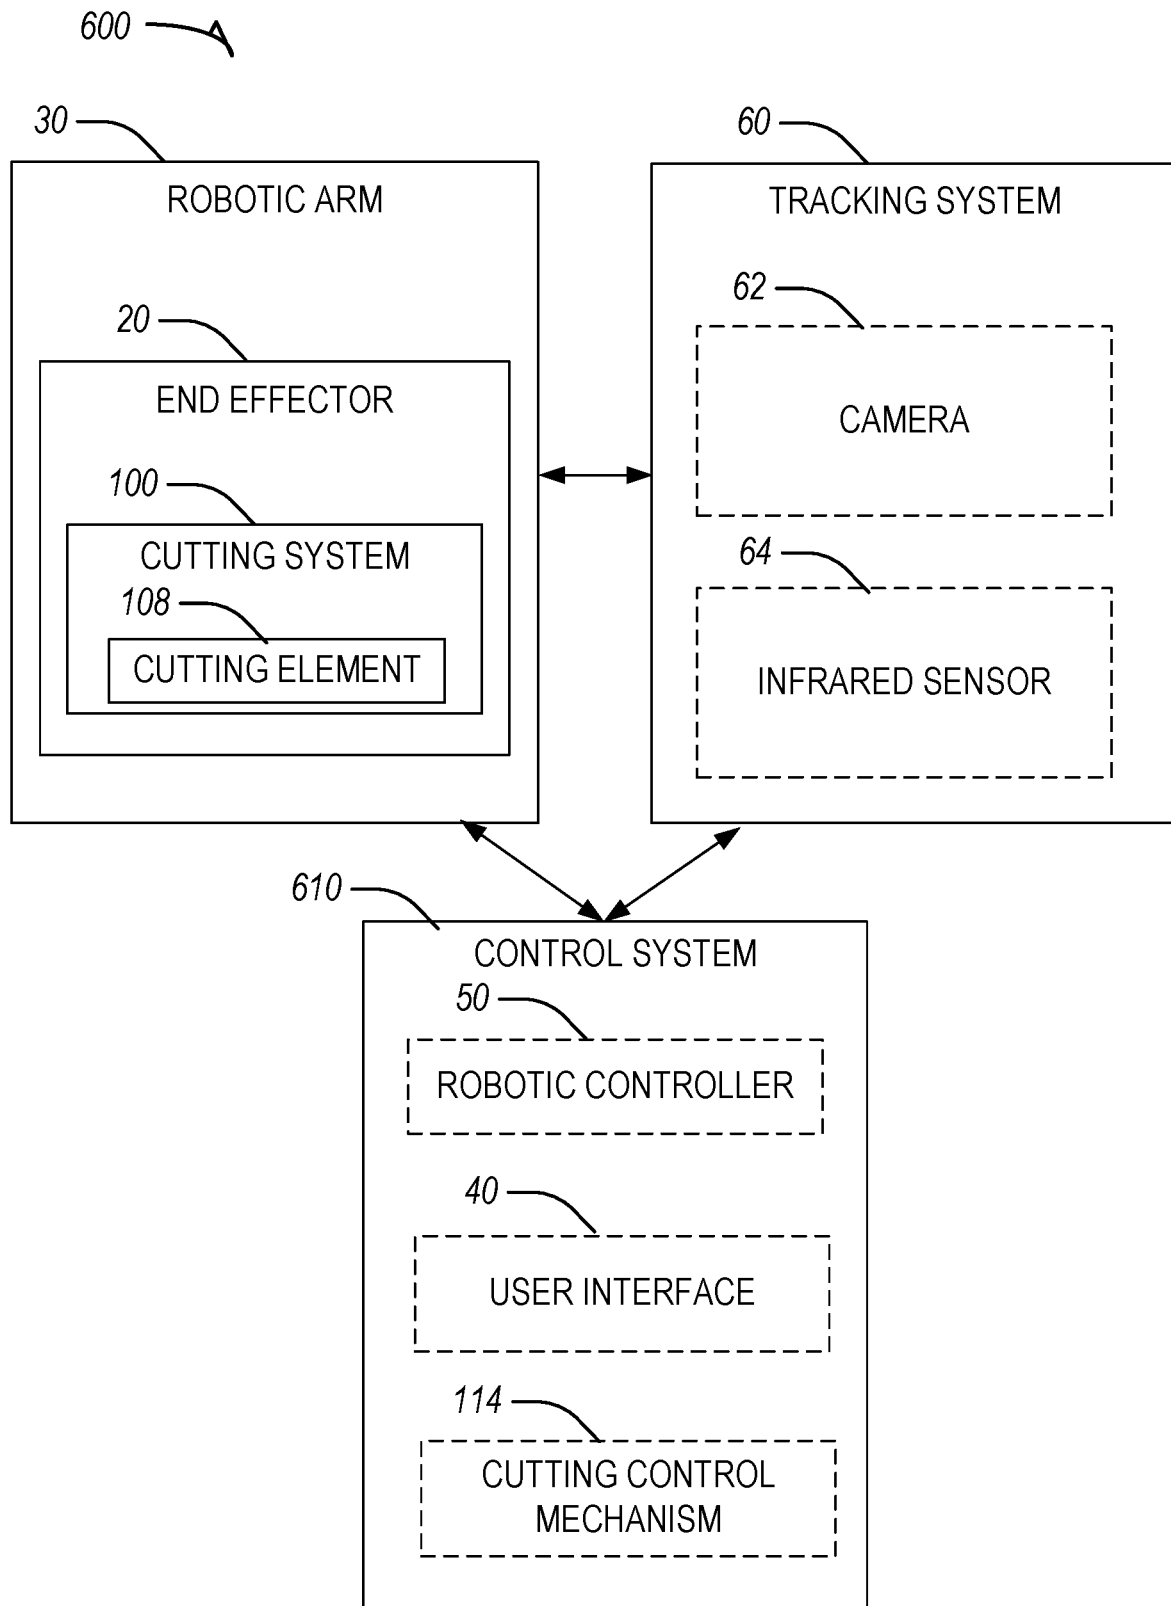 600
30
ROBOTIC ARM
20
END EFFECTOR
100
CUTTING SYSTEM
108
CUTTING ELEMENT
60
TRACKING SYSTEM
62
CAMERA
64
INFRARED SENSOR
610
CONTROL SYSTEM
50
ROBOTIC CONTROLLER
40
USER INTERFACE
114
CUTTING CONTROL
MECHANISM